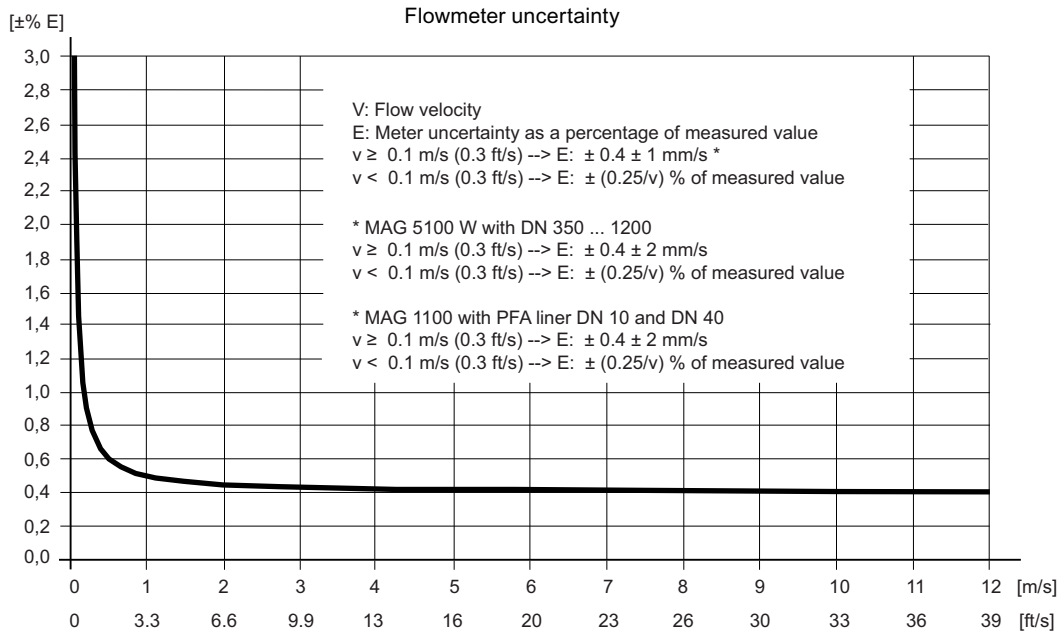 Flowmeter uncertainty
[±% E]
3,0
2,8
2,6
2,4
2,2
2,0
1,8
1,6
1,4
1,2
1,0
0,8
0,6
0,4
0,2
0,0
V: Flow velocity
E: Meter uncertainty as a percentage of measured value
v ≥ 0.1 m/s (0.3 ft/s) --> E: ± 0.4 ± 1 mm/s *
v < 0.1 m/s (0.3 ft/s) --> E: ± (0.25/v) % of measured value
* MAG 5100 W with DN 350 ... 1200
v ≥ 0.1 m/s (0.3 ft/s) --> E: ± 0.4 ± 2 mm/s
v < 0.1 m/s (0.3 ft/s) --> E: ± (0.25/v) % of measured value
* MAG 1100 with PFA liner DN 10 and DN 40
v ≥ 0.1 m/s (0.3 ft/s) --> E: ± 0.4 ± 2 mm/s
v < 0.1 m/s (0.3 ft/s) --> E: ± (0.25/v) % of measured value
0 1 2 3 4 5 6 7 8 9 10 11 12 [m/s]
0 3.3 6.6 9.9 13 16 20 23 26 30 33 36 39 [ft/s]